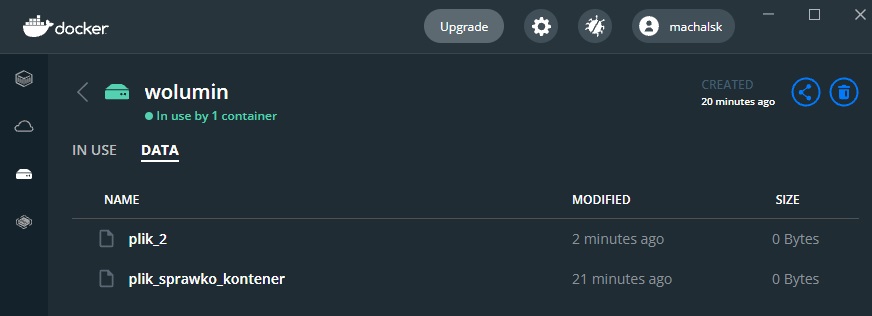 docker
Upgrade
machalsk
wolumin
In use by 1 container
CREATED
20 minutes ago
IN USE DATA
NAME MODIFIED SIZE
plik_2 2 minutes ago 0 Bytes
plik_sprawko_kontener 21 minutes ago 0 Bytes